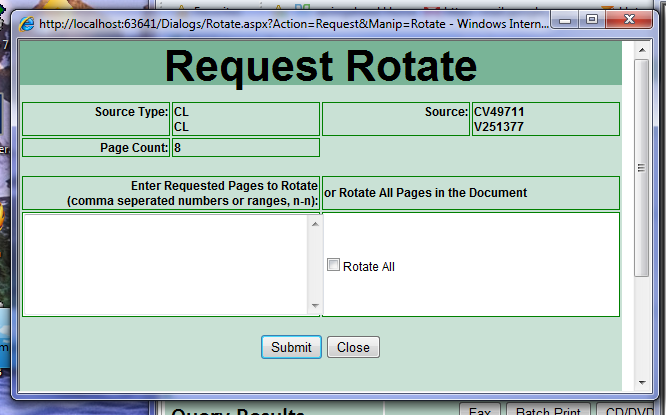 http://localhost:63641/Dialogs/Rotate.aspx?Action=Request&Manip=Rotate - Windows Intern...
Request Rotate
Source Type: CL
CL
Source: CV49711
V251377
Page Count: 8
Enter Requested Pages to Rotate
(comma seperated numbers or ranges, n-n):
or Rotate All Pages in the Document
Rotate All
Submit Close
Query Results
Fax Batch Print CD/DVD